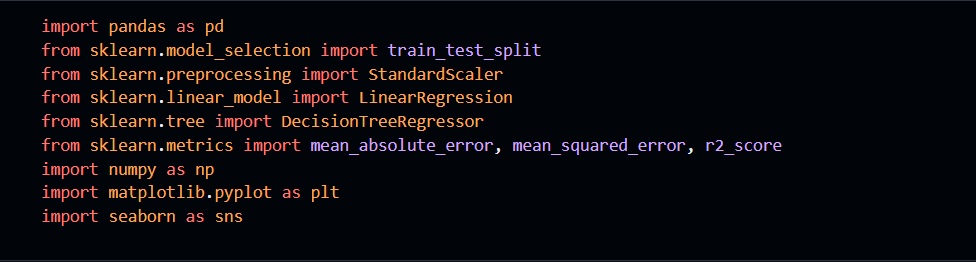 import pandas as pd
from sklearn.model_selection import train_test_split
from sklearn.preprocessing import StandardScaler
from sklearn.linear_model import LinearRegression
from sklearn.tree import DecisionTreeRegressor
from sklearn.metrics import mean_absolute_error, mean_squared_error, r2_score
import numpy as np
import matplotlib.pyplot as plt
import seaborn as sns